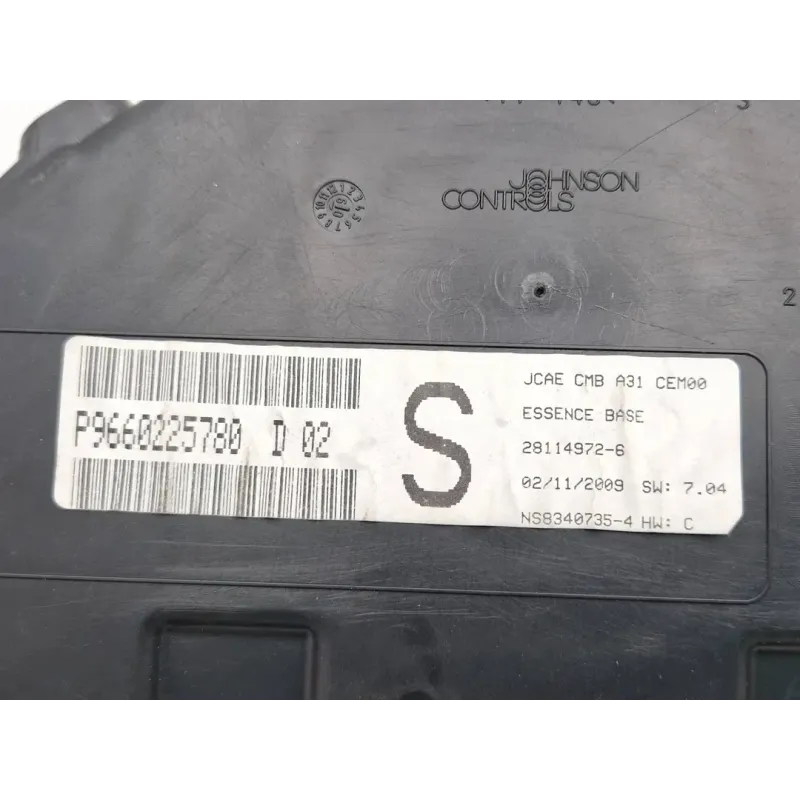 JOHNSON
CONTROLS
2
P9660225780 D 02
S
JCAE CMB A31 CEM00
ESSENCE BASE
28114972-6
02/11/2009 SW: 7.04
NS8340735-4 HW: C